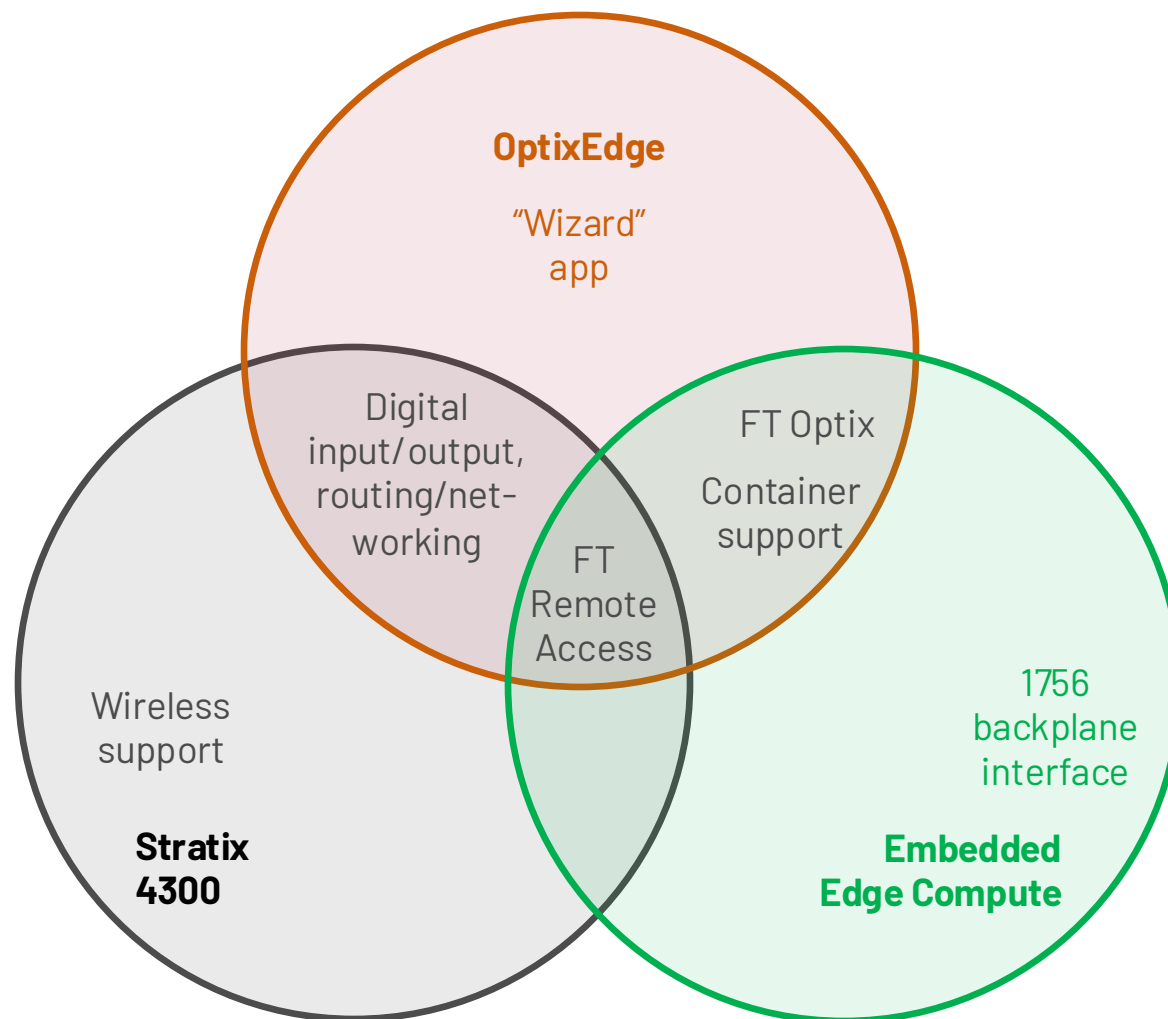 OptixEdge
“Wizard”
app
Digital
input/output,
routing/net-
working
FT Optix
Container
support
FT
Remote
Access
Wireless
support
1756
backplane
interface
Stratix
4300
Embedded
Edge Compute